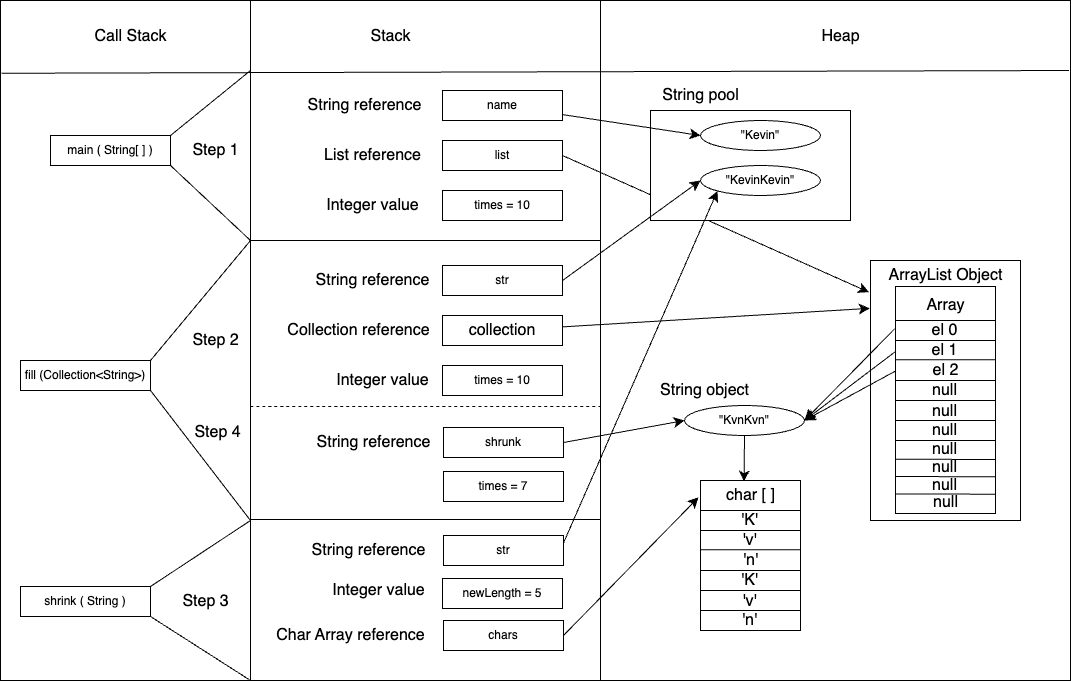 Call Stack
Stack
Heap
main ( String[ ] )
Step 1
String reference
name
List reference
list
Integer value
times = 10
String pool
"Kevin"
"KevinKevin"
fill (Collection<String>)
Step 2
Step 4
String reference
str
Collection reference
collection
Integer value
times = 10
String reference
shrunk
times = 7
ArrayList Object
Array
el 0
el 1
el 2
null
null
null
null
null
null
null
String object
"KvnKvn"
char [ ]
'K'
'v'
'n'
'K'
'v'
'n'
shrink ( String )
Step 3
String reference
str
Integer value
newLength = 5
Char Array reference
chars